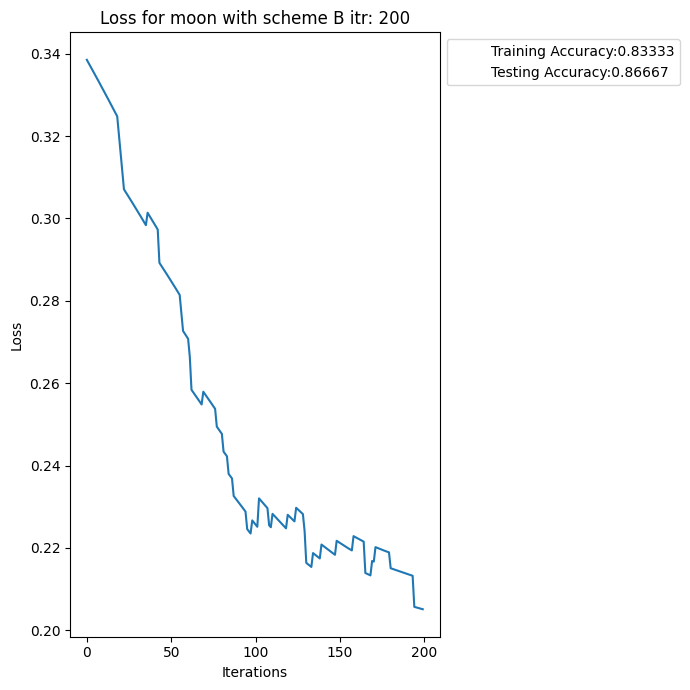 Loss for moon with scheme B itr: 200
Training Accuracy:0.83333
Testing Accuracy:0.86667
0.34
0.32
0.30
0.28
0.26
0.24
0.22
0.20
Loss
0 50 100 150 200
Iterations